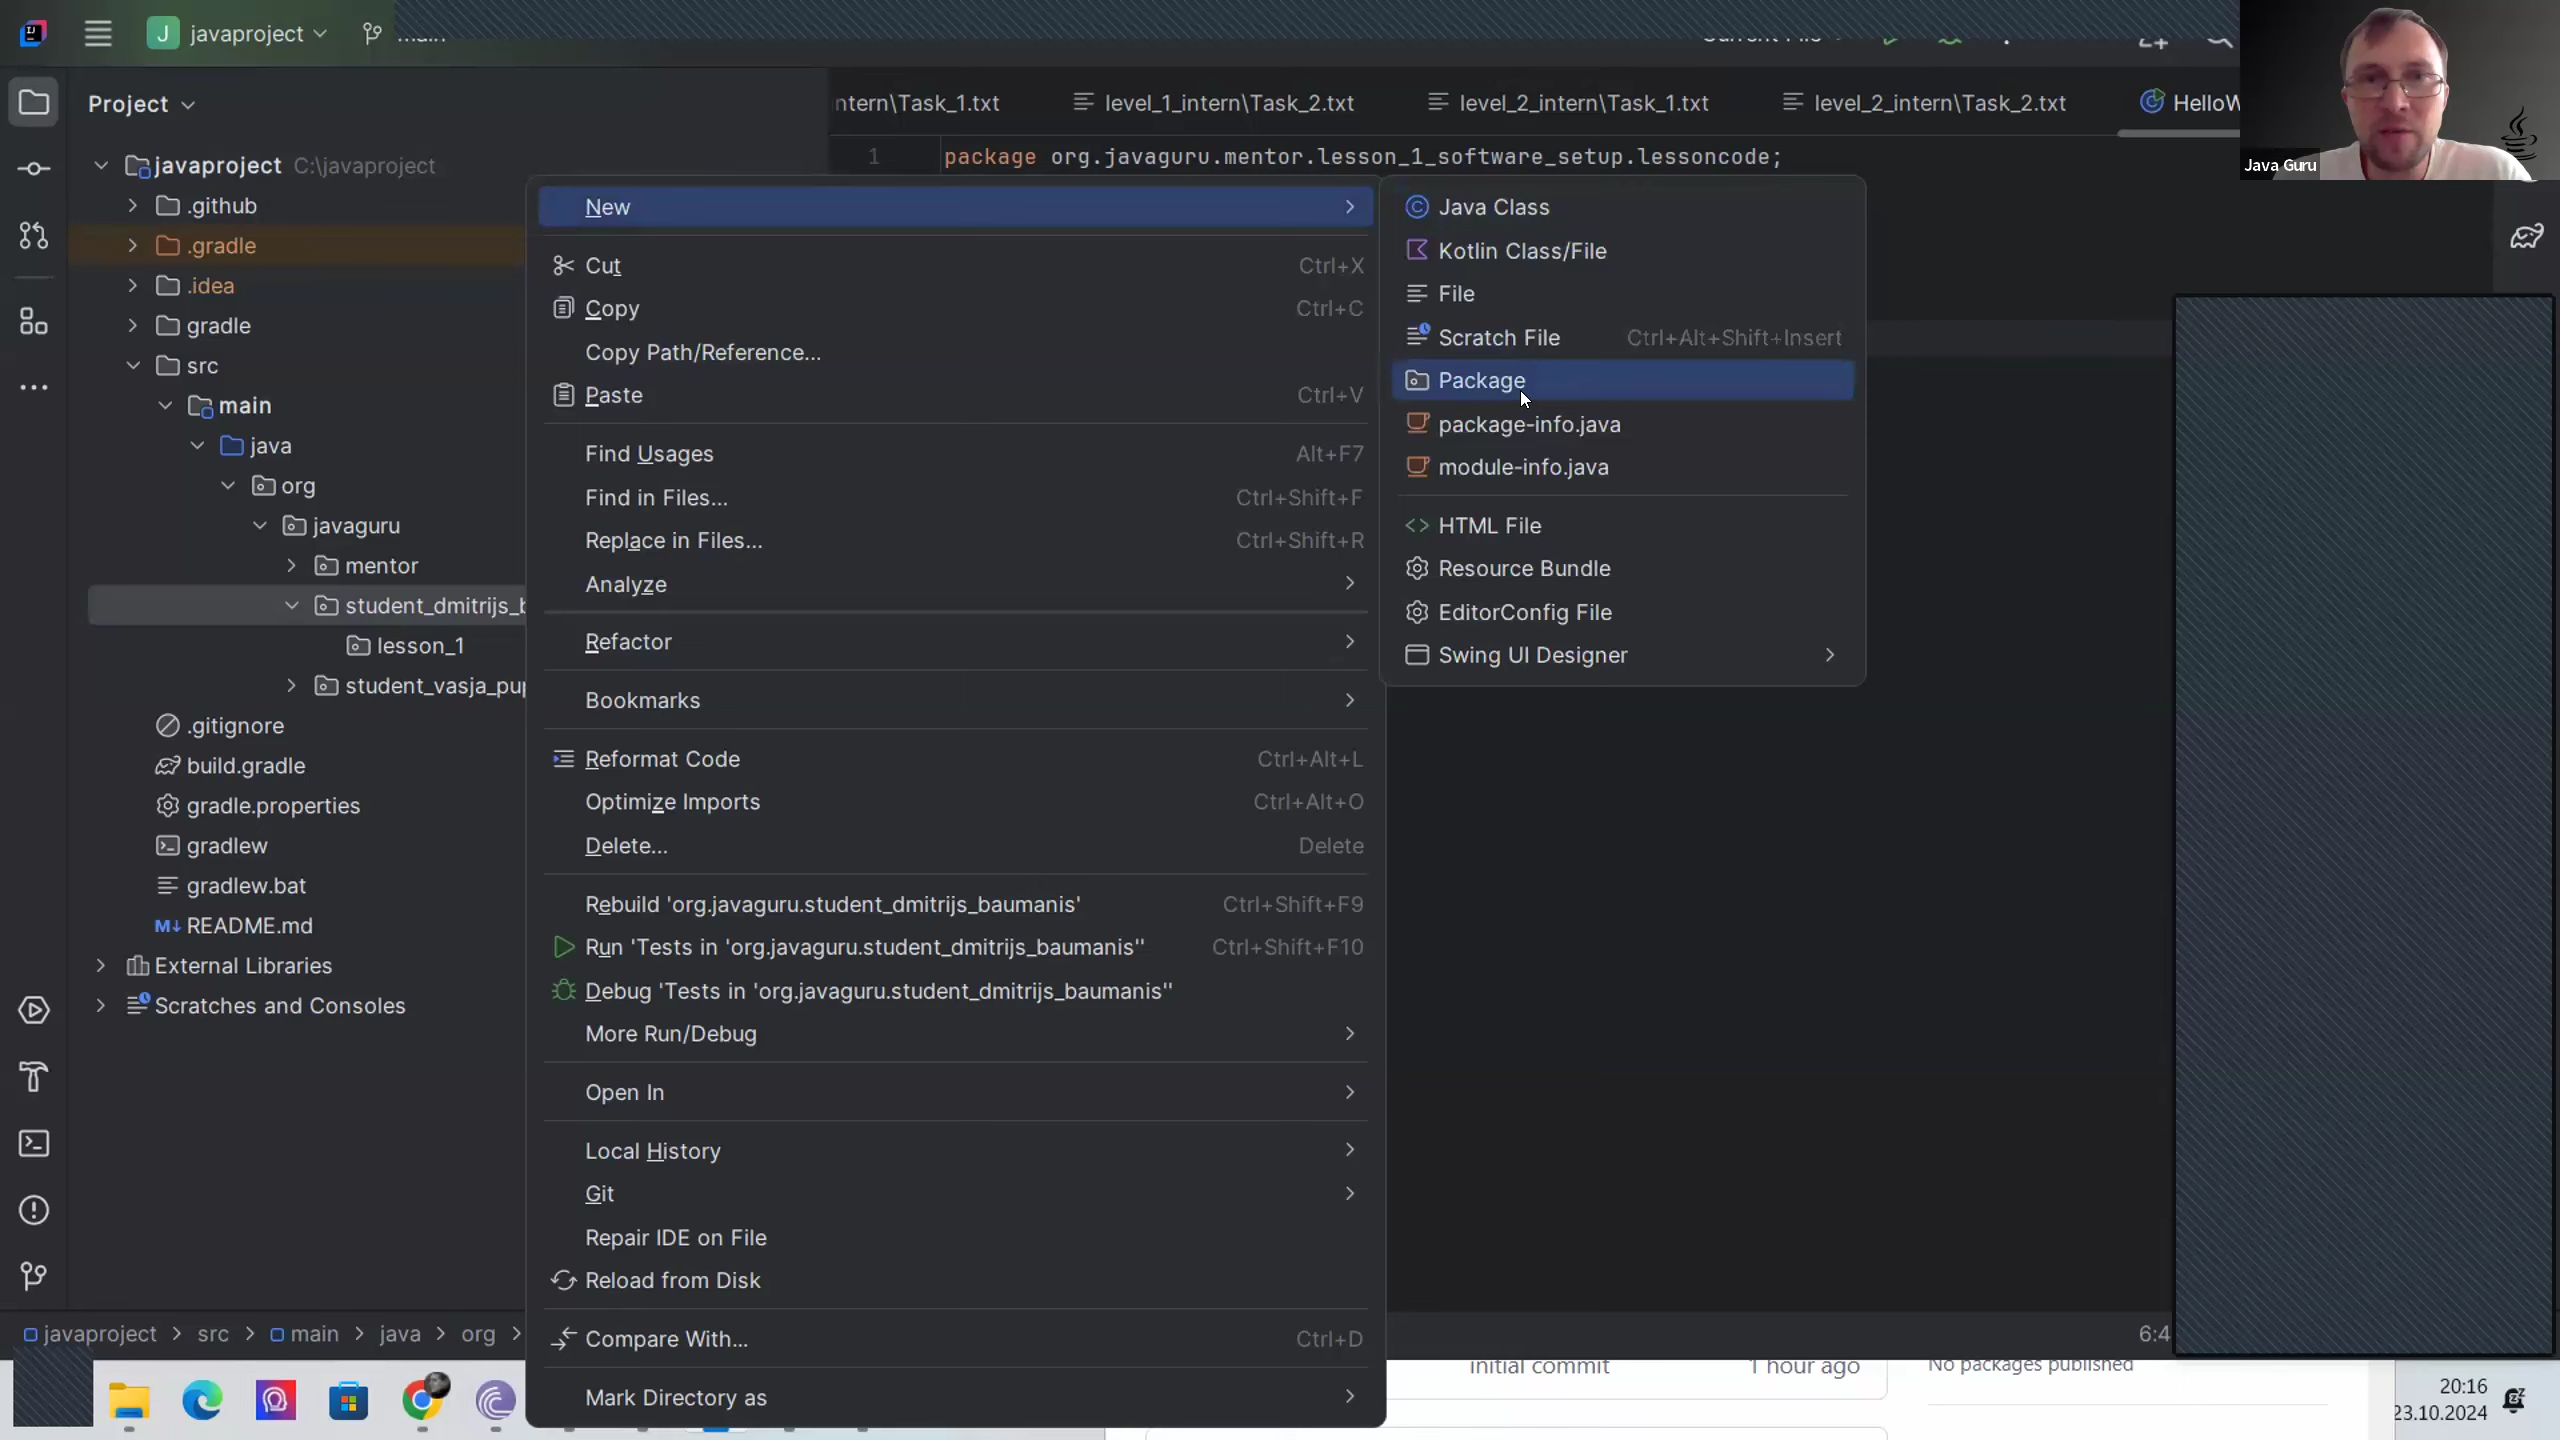 J javaproject
Project
ntern\Task_1.txt
level_1_intern\Task_2.txt
level_2_intern\Task_1.txt
level_2_intern\Task_2.txt
HelloW
1 package org.javaguru.mentor.lesson_1_software_setup.lessoncode;
Java Guru
javaproject C:\javaproject
.github
.gradle
.idea
gradle
src
main
java
org
javaguru
mentor
student_dmitrijs_b
lesson_1
student_vasja_pup
.gitignore
build.gradle
gradle.properties
gradlew
gradlew.bat
README.md
External Libraries
Scratches and Consoles
New
Cut Ctrl+X
Copy Ctrl+C
Copy Path/Reference...
Paste Ctrl+V
Find Usages Alt+F7
Find in Files... Ctrl+Shift+F
Replace in Files... Ctrl+Shift+R
Analyze
Refactor
Bookmarks
Reformat Code Ctrl+Alt+L
Optimize Imports Ctrl+Alt+O
Delete... Delete
Rebuild 'org.javaguru.student_dmitrijs_baumanis' Ctrl+Shift+F9
Run 'Tests in 'org.javaguru.student_dmitrijs_baumanis'' Ctrl+Shift+F10
Debug 'Tests in 'org.javaguru.student_dmitrijs_baumanis''
More Run/Debug
Open In
Local History
Git
Repair IDE on File
Reload from Disk
Compare With... Ctrl+D
Mark Directory as
Java Class
Kotlin Class/File
File
Scratch File Ctrl+Alt+Shift+Insert
Package
package-info.java
module-info.java
HTML File
Resource Bundle
EditorConfig File
Swing UI Designer
javaproject > src > main > java > org >
6:4
initial commit 1 hour ago
No packages published
20:16
23.10.2024